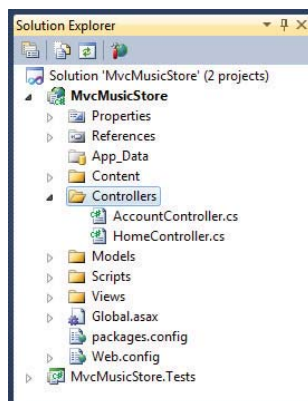 Solution Explorer
Solution 'MvcMusicStore' (2 projects)
MvcMusicStore
Properties
References
App_Data
Content
Controllers
AccountController.cs
HomeController.cs
Models
Scripts
Views
Global.asax
packages.config
Web.config
MvcMusicStore.Tests